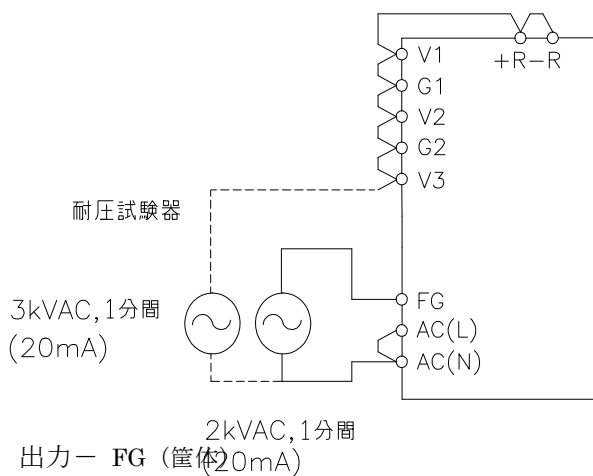 +R-R
V1
G1
V2
G2
V3
耐圧試験器
3kVAC,1分間
(20mA)
FG
AC(L)
AC(N)
2kVAC,1分間
(20mA)
出力－ FG (筐体)